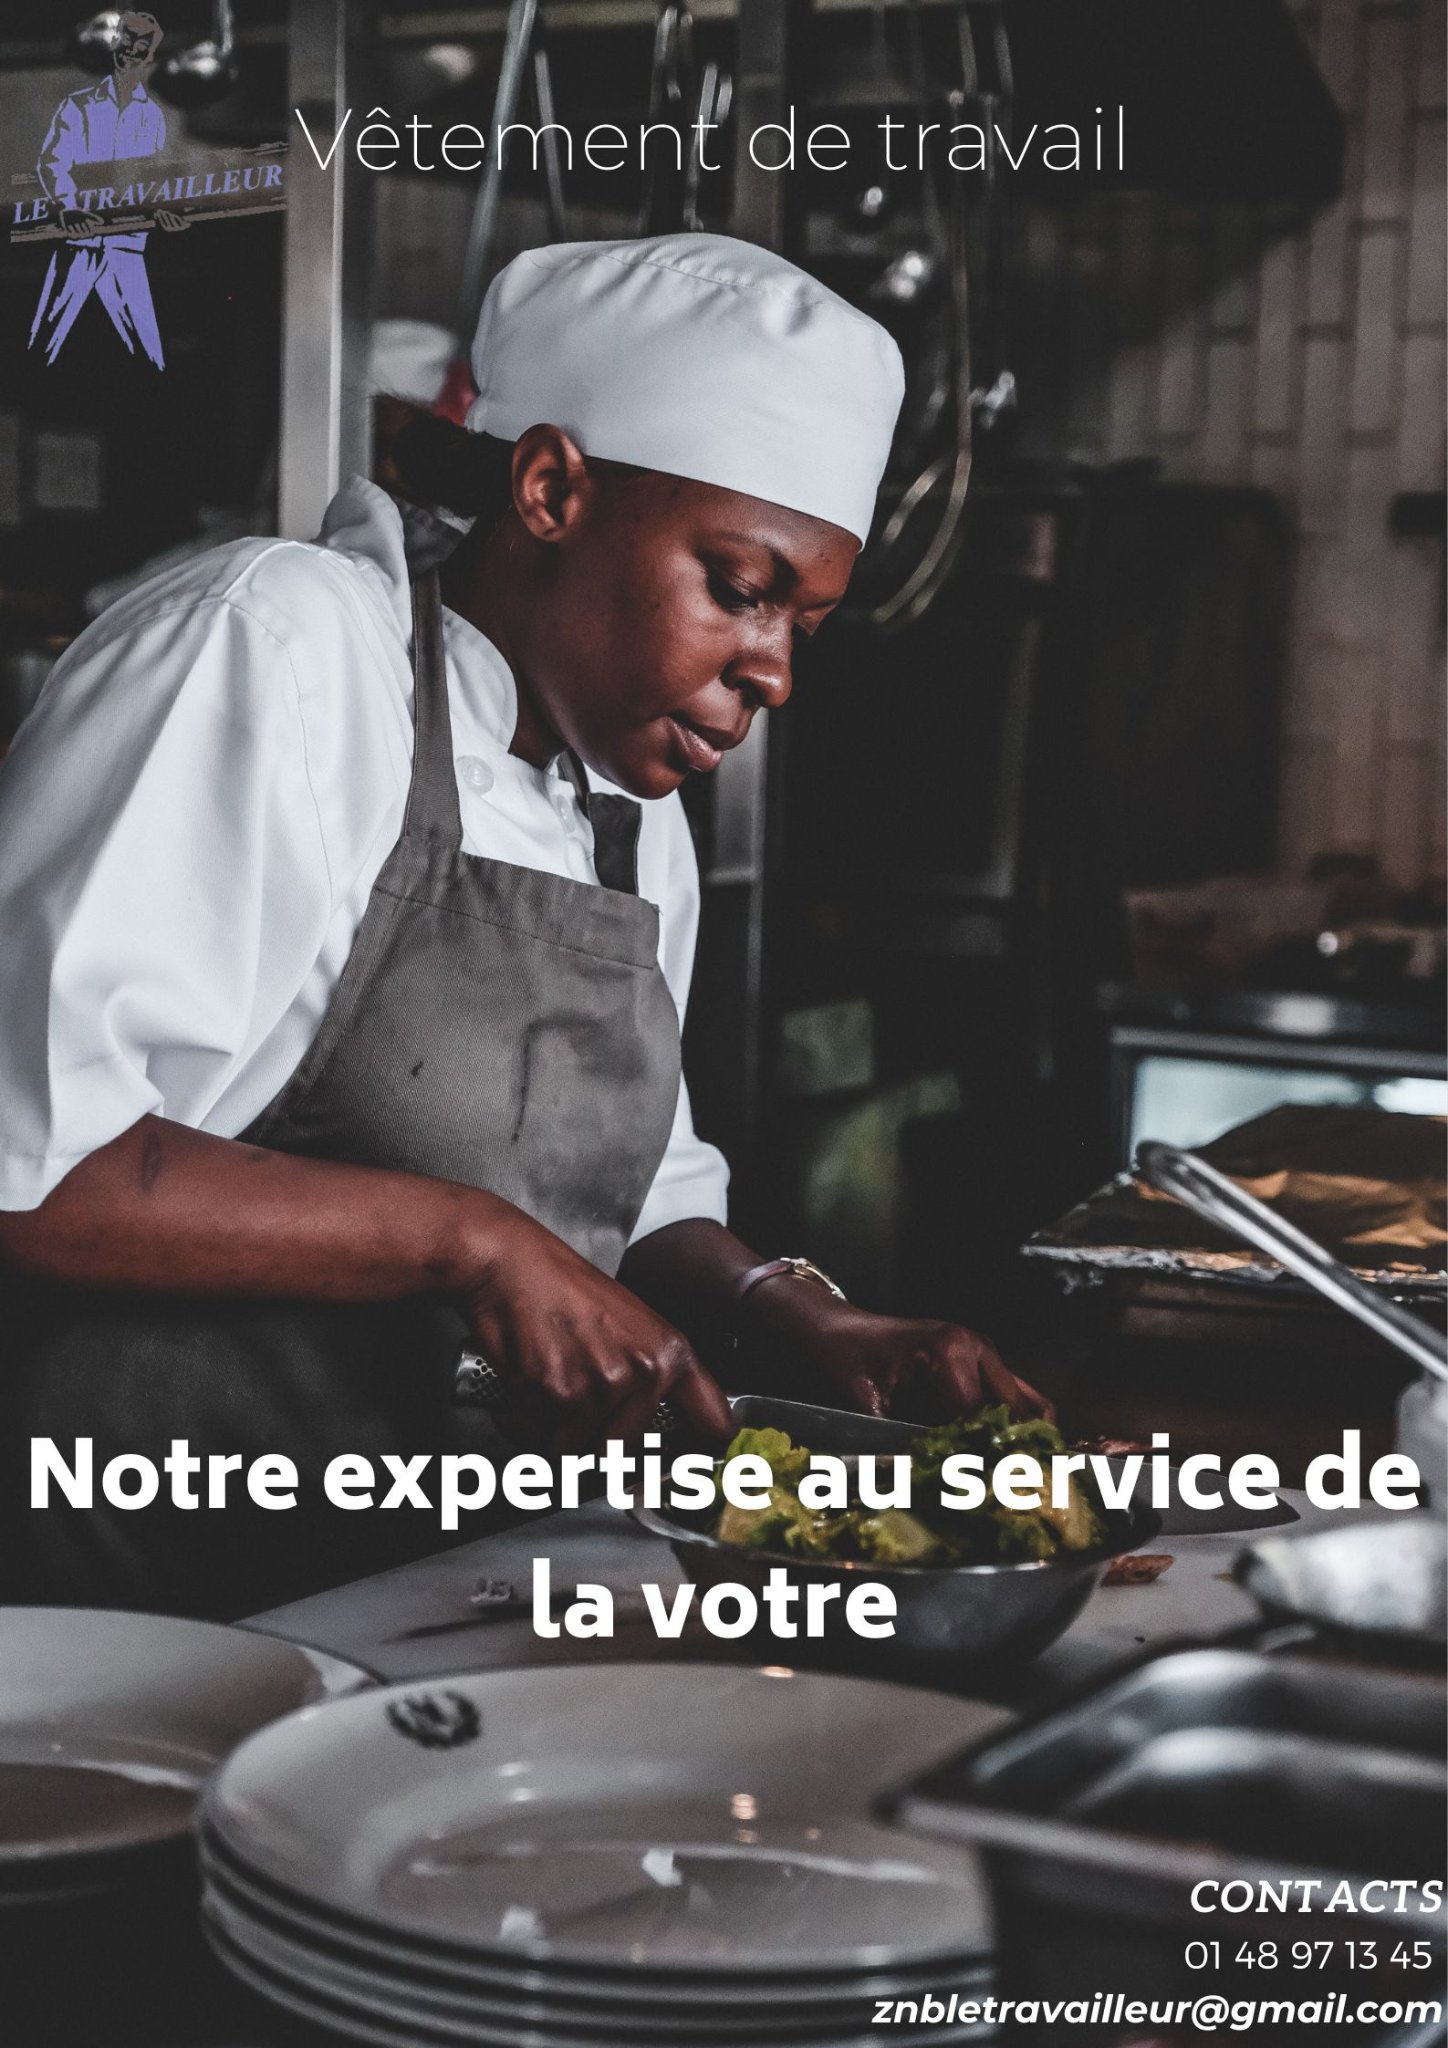 Vêtement de travail
LE TRAVAILLEUR
Notre expertise au service de
la votre
CONTACTS
01 48 97 13 45
znbletravailleur@gmail.com